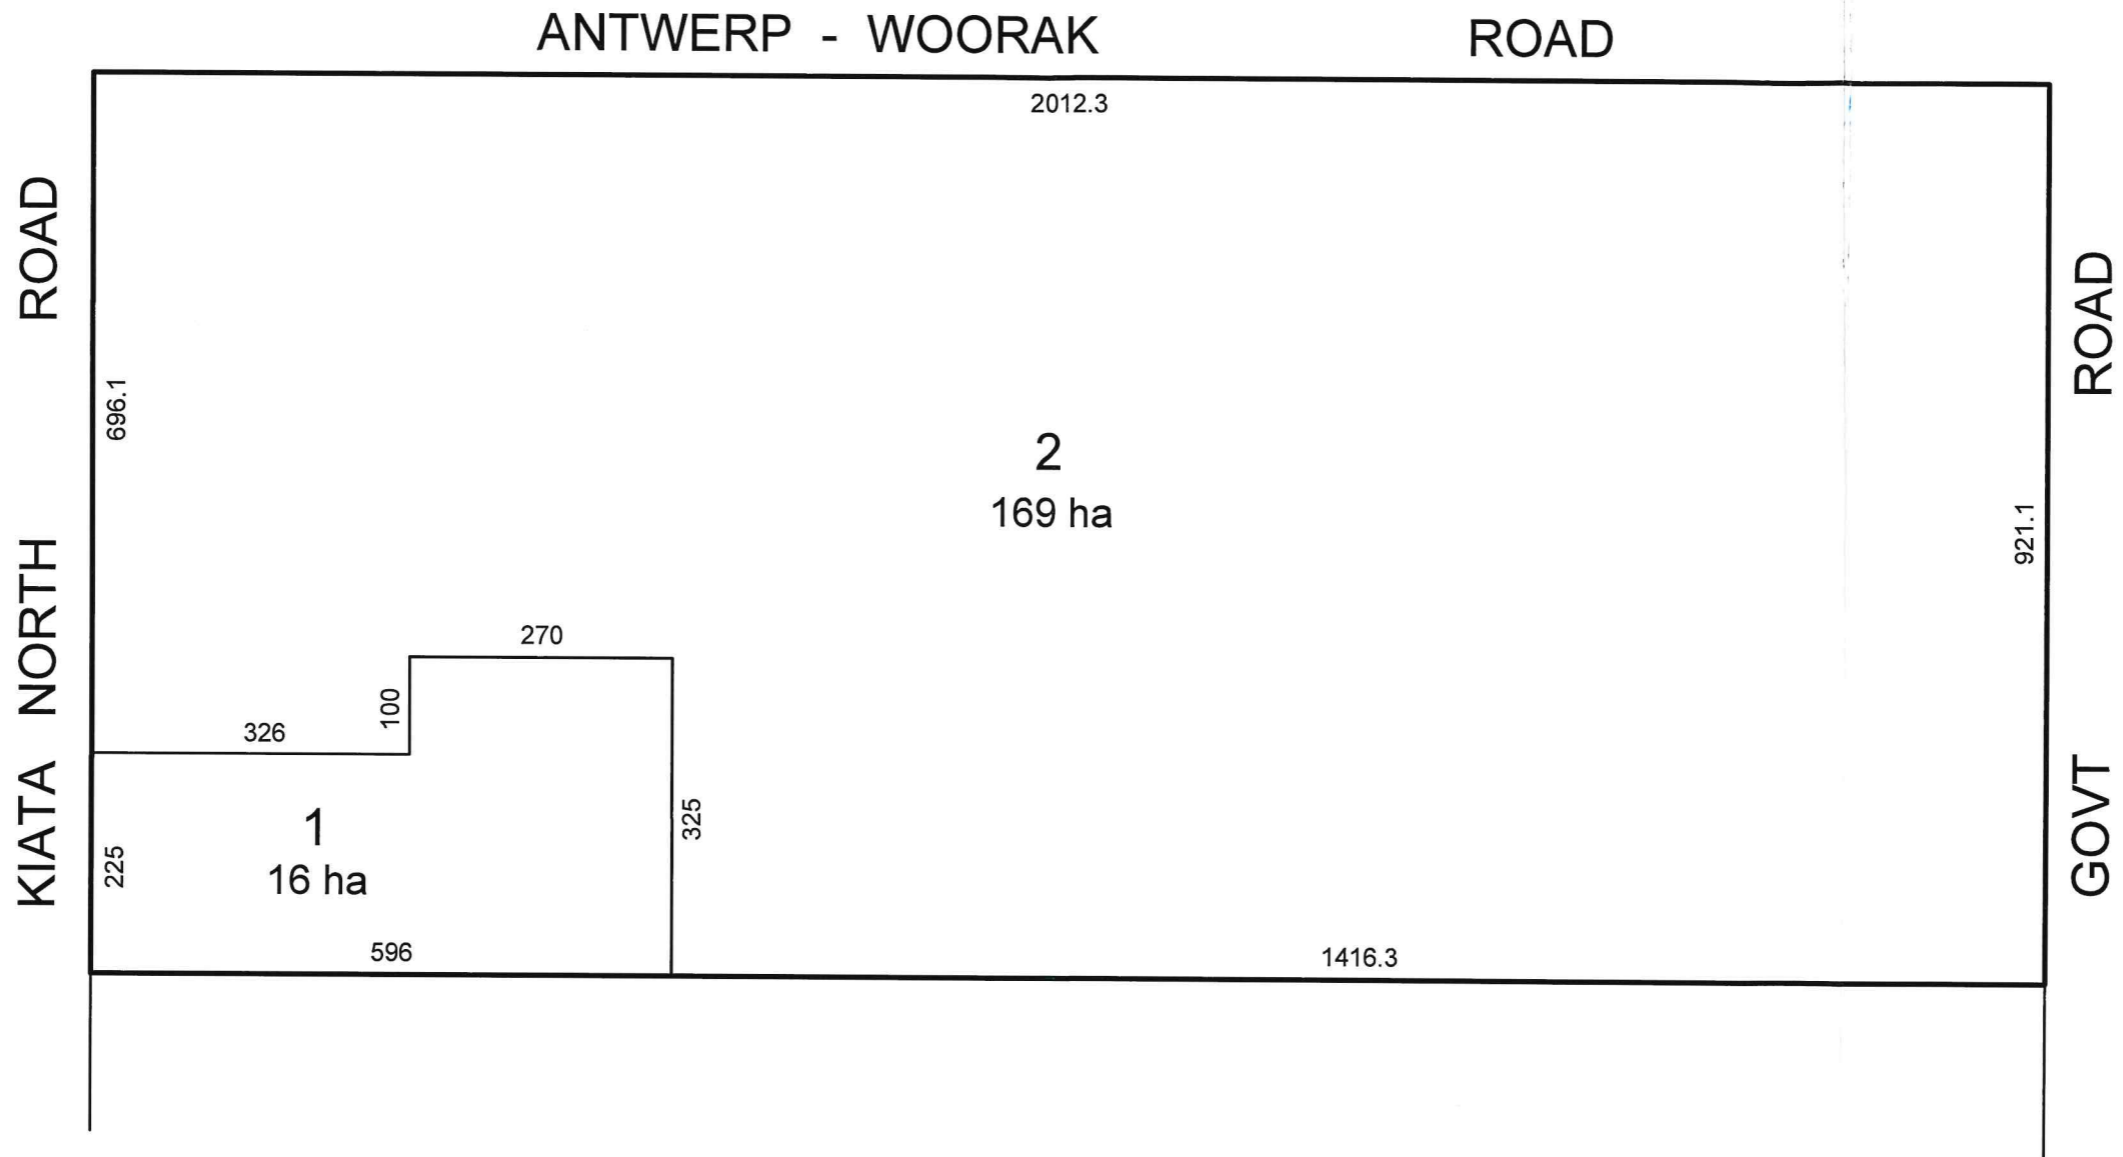 ANTWERP - WOORAK ROAD
2012.3
KIATA NORTH ROAD
696.1
2
169 ha
921.1
GOVT ROAD
270
100
326
325
1
16 ha
225
596
1416.3